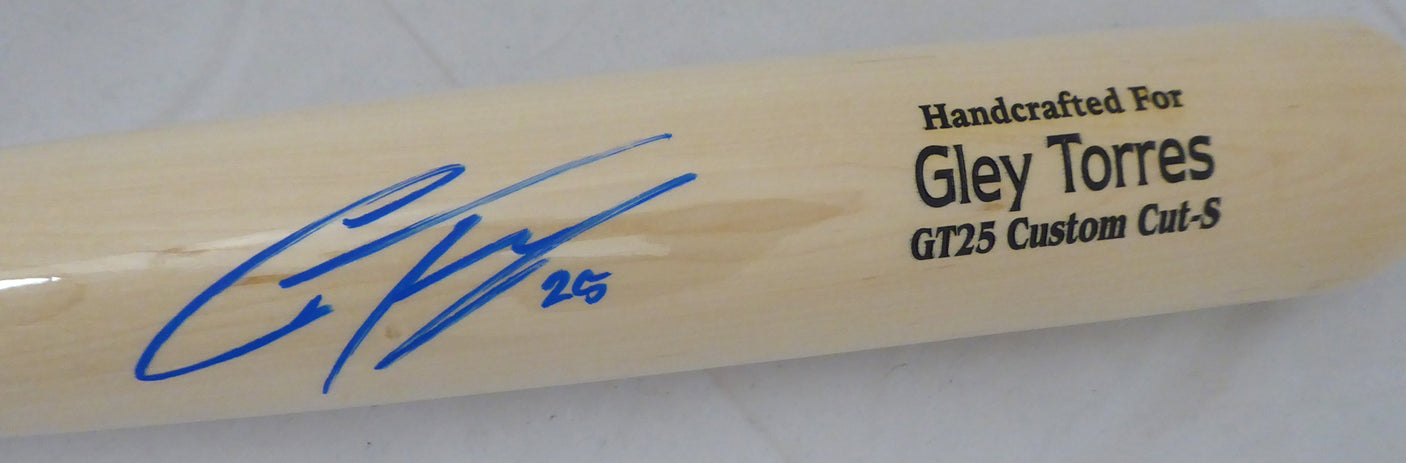 Handcrafted For
Gley Torres
GT25 Custom Cut-S
25